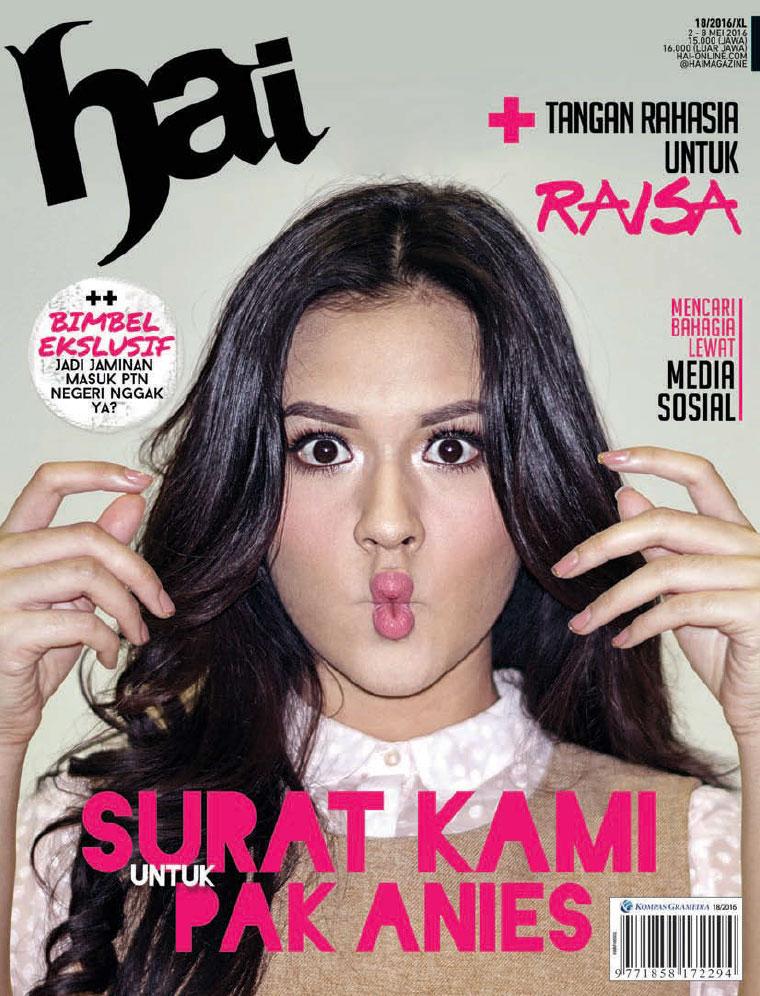 hai
18/2016/XL
2 - 8 MEI 2016
15.000 (JAWA)
16.000 (LUAR JAWA)
HAI-ONLINE.COM
@HAIMAGAZINE
+ TANGAN RAHASIA
UNTUK
RAISA
++
BIMBEL
EKSLUSIF
JADI JAMINAN
MASUK PTN
NEGERI NGGAK
YA?
MENCARI
BAHAGIA
LEWAT
MEDIA
SOSIAL
SURAT KAMI
UNTUK
PAK ANIES
KOMPAS GRAMEDIA 18/2016
9 771858 172294